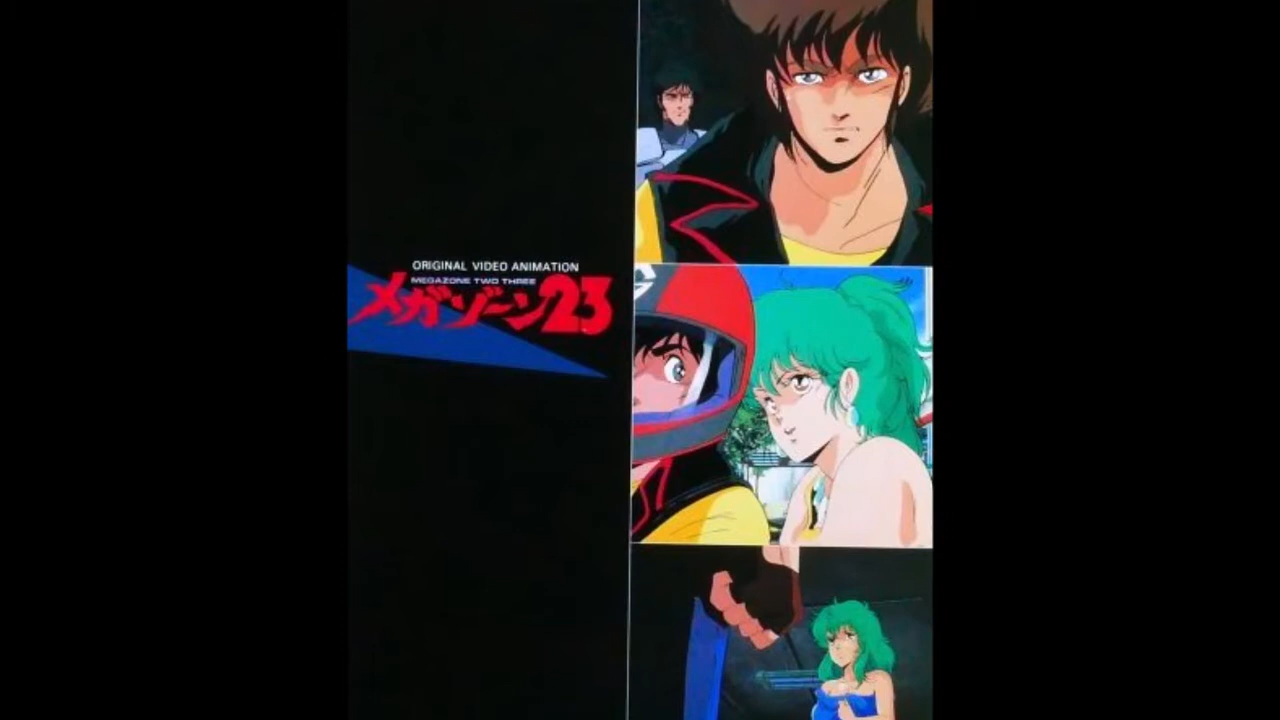 ORIGINAL VIDEO ANIMATION
MEGAZONE TWO THREE
メガゾーン23